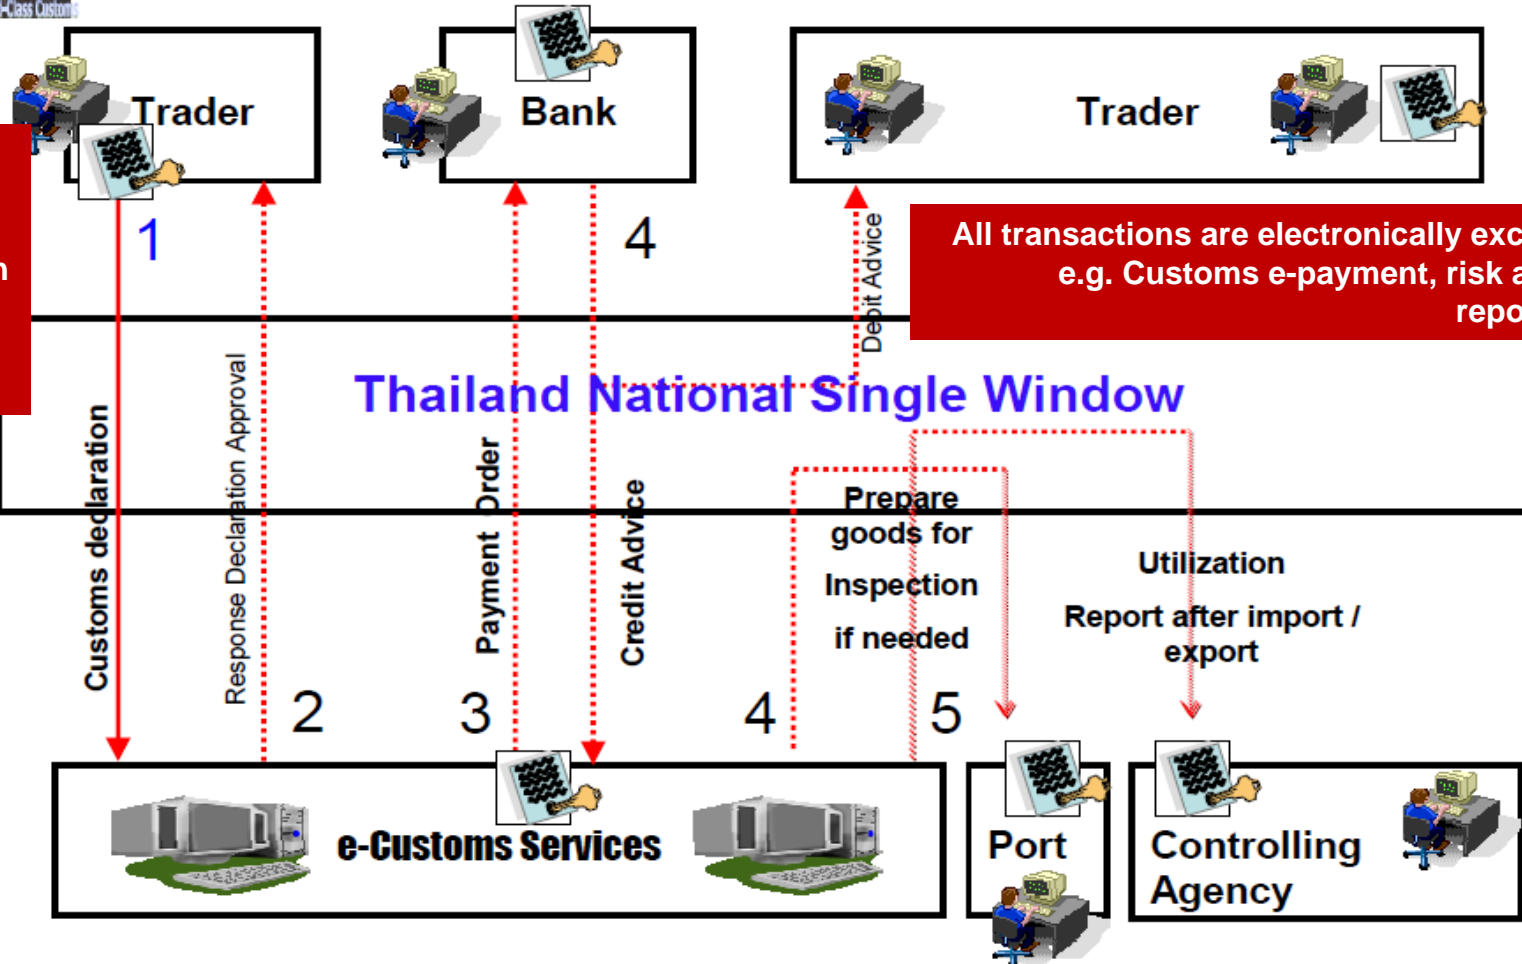 -Class Customs
Trader
Bank
Trader
1
4
Debit Advice
n
All transactions are electronically exc
e.g. Customs e-payment, risk a
repo
Thailand National Single Window
Customs declaration
Response Declaration Approval
Payment Order
Credit Advice
Prepare
goods for
Inspection
if needed
Utilization
Report after import /
export
2
3
4
5
e-Customs Services
Port
Controlling
Agency